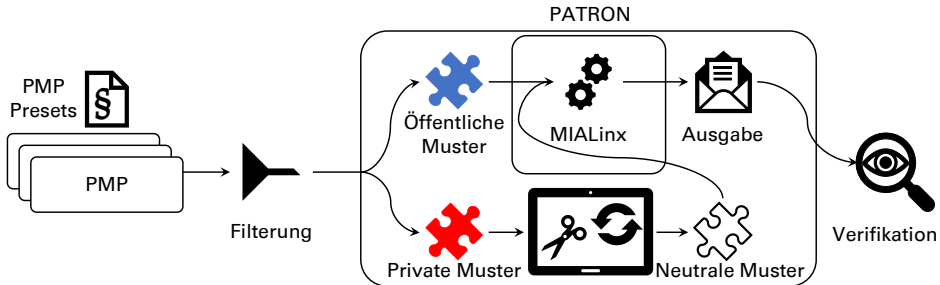 PATRON
PMP
Presets
§
PMP
Filterung
Öffentliche
Muster
MIALinx
Ausgabe
Private Muster
Neutrale Muster
Verifikation